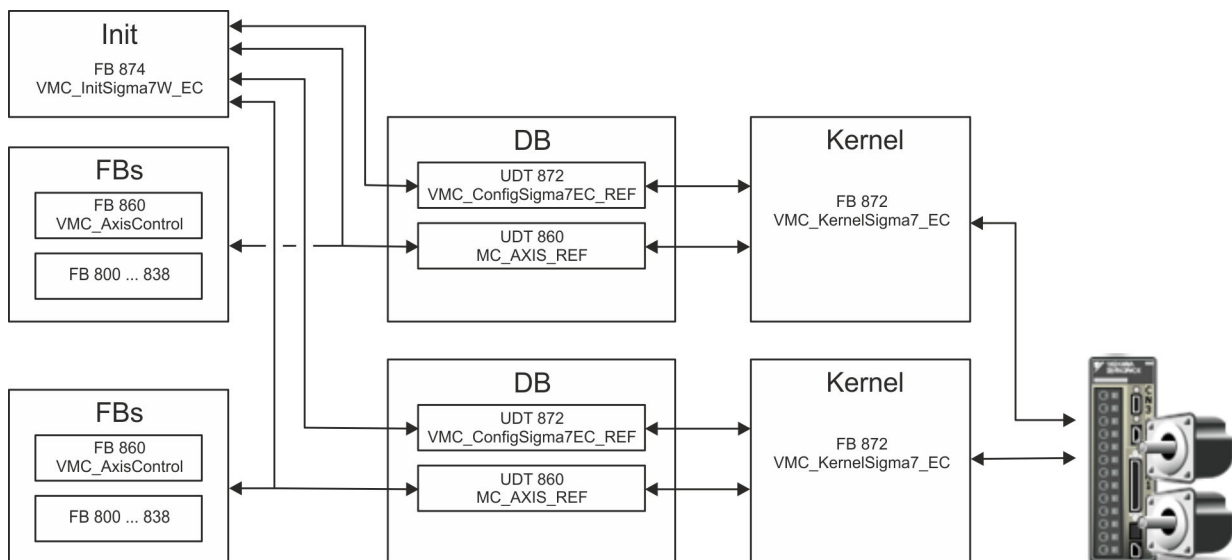 Init
FB 874
VMC_InitSigma7W_EC
FBs
FB 860
VMC_AxisControl
FB 800 ... 838
DB
UDT 872
VMC_ConfigSigma7EC_REF
UDT 860
MC_AXIS_REF
Kernel
FB 872
VMC_KernelSigma7_EC
FBs
FB 860
VMC_AxisControl
FB 800 ... 838
DB
UDT 872
VMC_ConfigSigma7EC_REF
UDT 860
MC_AXIS_REF
Kernel
FB 872
VMC_KernelSigma7_EC